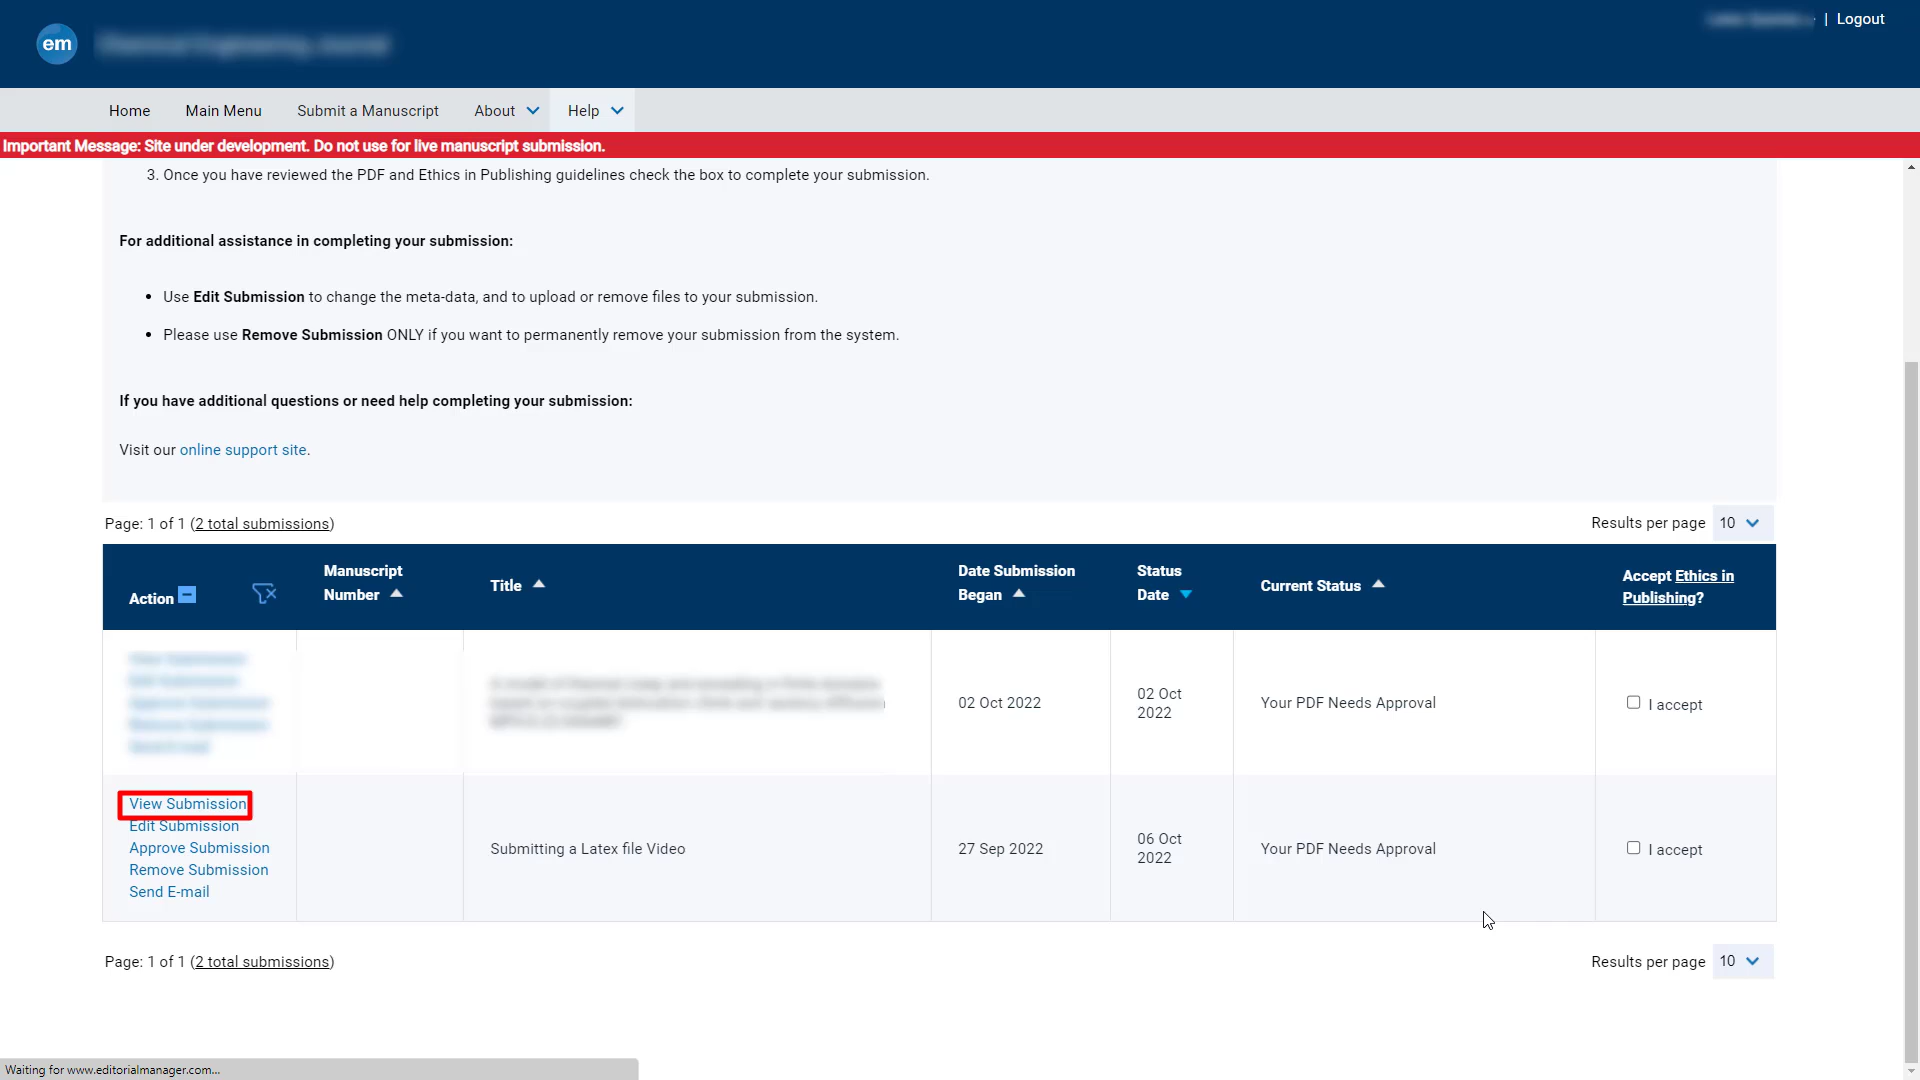 em
| Logout
Home Main Menu Submit a Manuscript About Help
Important Message: Site under development. Do not use for live manuscript submission.
3. Once you have reviewed the PDF and Ethics in Publishing guidelines check the box to complete your submission.
For additional assistance in completing your submission:
• Use Edit Submission to change the meta-data, and to upload or remove files to your submission.
• Please use Remove Submission ONLY if you want to permanently remove your submission from the system.
If you have additional questions or need help completing your submission:
Visit our online support site.
Page: 1 of 1 (2 total submissions) Results per page 10
Action Manuscript Number Title Date Submission Began Status Date Current Status Accept Ethics in Publishing?
02 Oct 2022 02 Oct 2022 Your PDF Needs Approval I accept
View Submission
Edit Submission
Approve Submission
Remove Submission
Send E-mail
Submitting a Latex file Video 27 Sep 2022 06 Oct 2022 Your PDF Needs Approval I accept
Page: 1 of 1 (2 total submissions) Results per page 10
Waiting for www.editorialmanager.com...